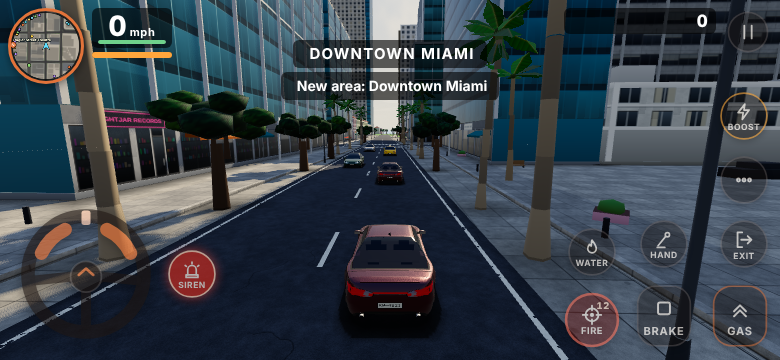 0 mph
0
DOWNTOWN MIAMI
New area: Downtown Miami
BOOST
WATER
HAND
EXIT
SIREN
12
FIRE
BRAKE
GAS